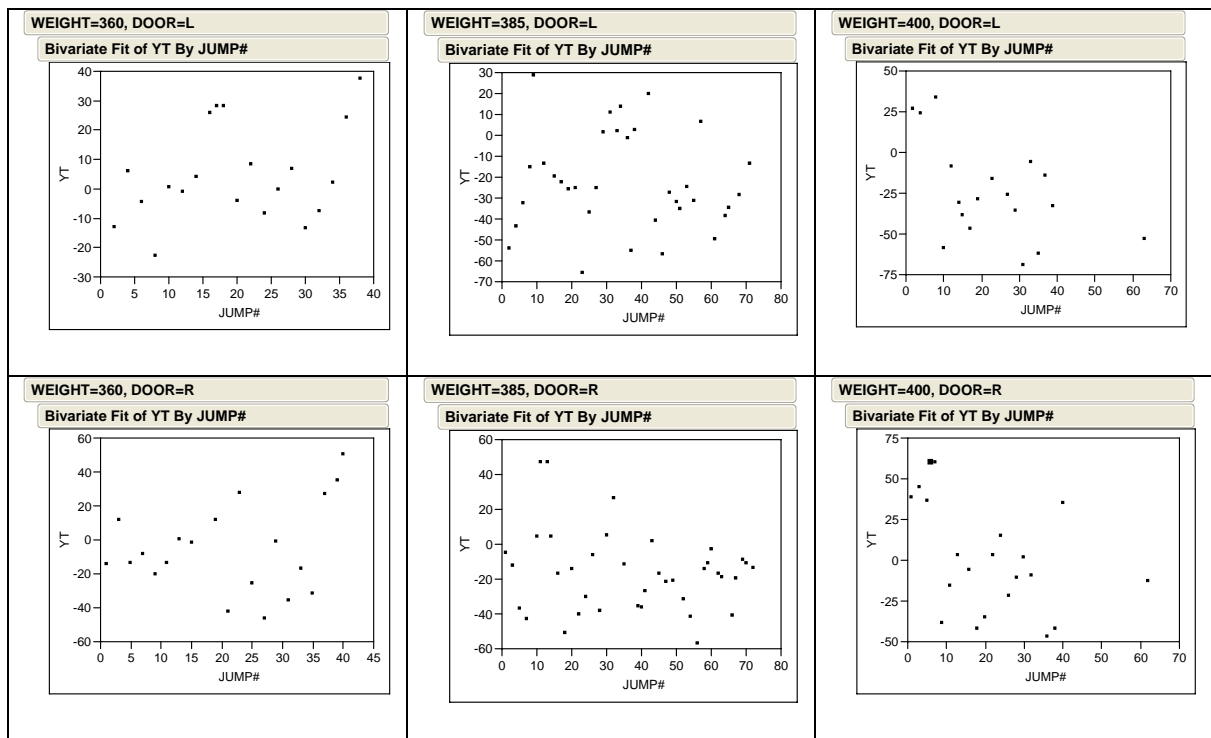 WEIGHT=360, DOOR=L
Bivariate Fit of YT By JUMP#
40
30
20
10
0
-10
-20
-30
YT
0 5 10 15 20 25 30 35 40
JUMP#
WEIGHT=385, DOOR=L
Bivariate Fit of YT By JUMP#
30
20
10
0
-10
-20
-30
-40
-50
-60
-70
YT
0 10 20 30 40 50 60 70 80
JUMP#
WEIGHT=400, DOOR=L
Bivariate Fit of YT By JUMP#
50
25
0
-25
-50
-75
YT
0 10 20 30 40 50 60 70
JUMP#
WEIGHT=360, DOOR=R
Bivariate Fit of YT By JUMP#
60
40
20
0
-20
-40
-60
YT
0 5 10 15 20 25 30 35 40 45
JUMP#
WEIGHT=385, DOOR=R
Bivariate Fit of YT By JUMP#
60
40
20
0
-20
-40
-60
YT
0 10 20 30 40 50 60 70 80
JUMP#
WEIGHT=400, DOOR=R
Bivariate Fit of YT By JUMP#
75
50
25
0
-25
-50
YT
0 10 20 30 40 50 60 70
JUMP#